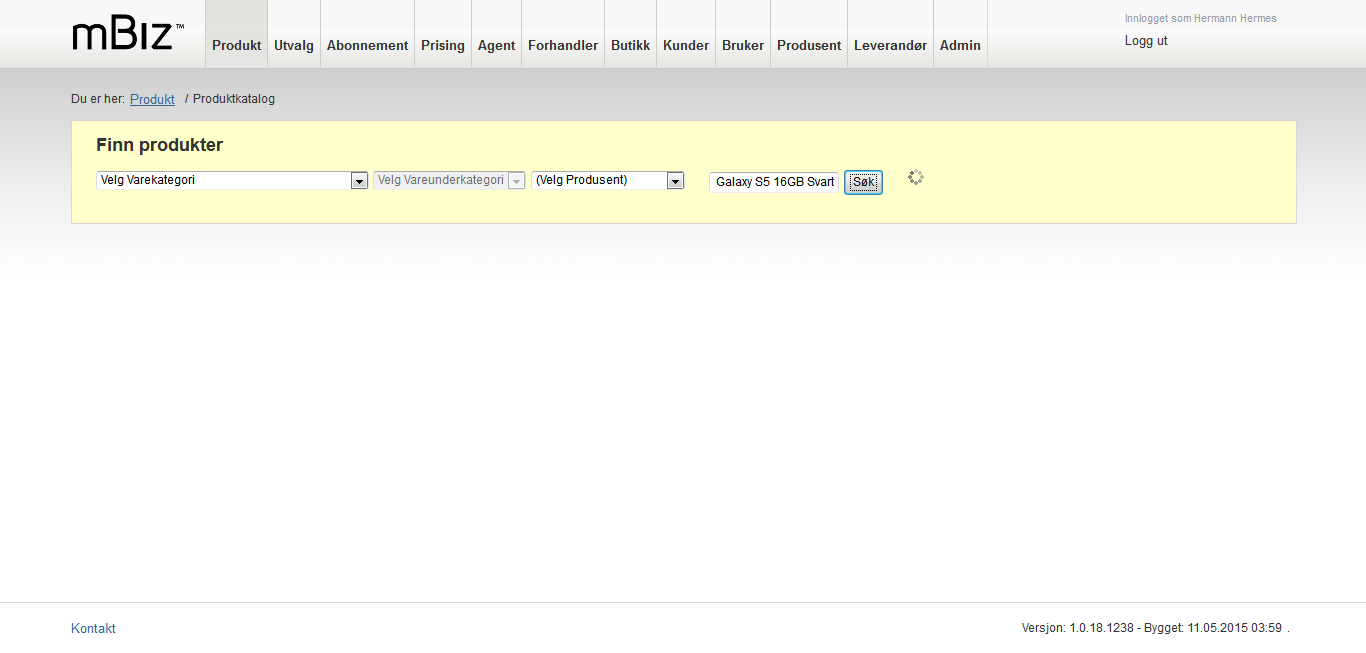 mBiz™
Produkt Utvalg Abonnement Prising Agent Forhandler Butikk Kunder Bruker Produsent Leverandør Admin
Innlogget som Hermann Hermes
Logg ut
Du er her: Produkt / Produktkatalog
Finn produkter
Velg Varekategori Velg Vareunderkategori (Velg Produsent) Galaxy S5 16GB Svart Søk
Kontakt
Versjon: 1.0.18.1238 - Bygget: 11.05.2015 03:59 .